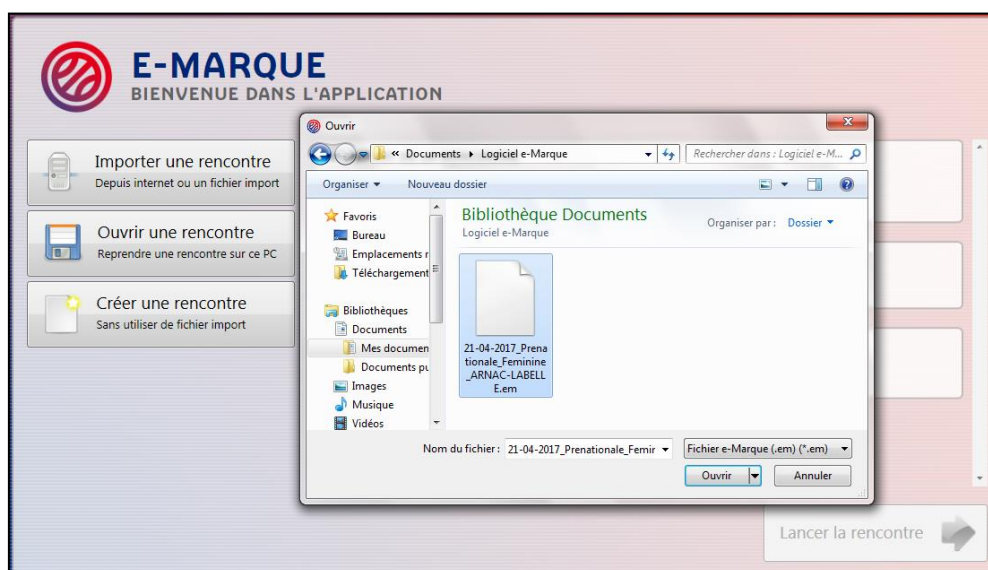 E-MARQUE
BIENVENUE DANS L'APPLICATION
Importer une rencontre
Depuis internet ou un fichier import
Ouvrir une rencontre
Reprendre une rencontre sur ce PC
Créer une rencontre
Sans utiliser de fichier import
Ouvrir
« Documents Logiciel e-Marque
Rechercher dans : Logiciel e-M...
Organiser Nouveau dossier
Favoris
Bureau
Emplacements r
Téléchargement
Bibliothèques
Documents
Mes documen
Documents pu
Images
Musique
Vidéos
Bibliothèque Documents
Logiciel e-Marque
Organiser par : Dossier
21-04-2017_Prena
tionale_Feminine
_ARNAC-LABELL
E.em
Nom du fichier : 21-04-2017_Prenationale_Femir
Fichier e-Marque (.em) (*.em)
Ouvrir Annuler
Lancer la rencontre